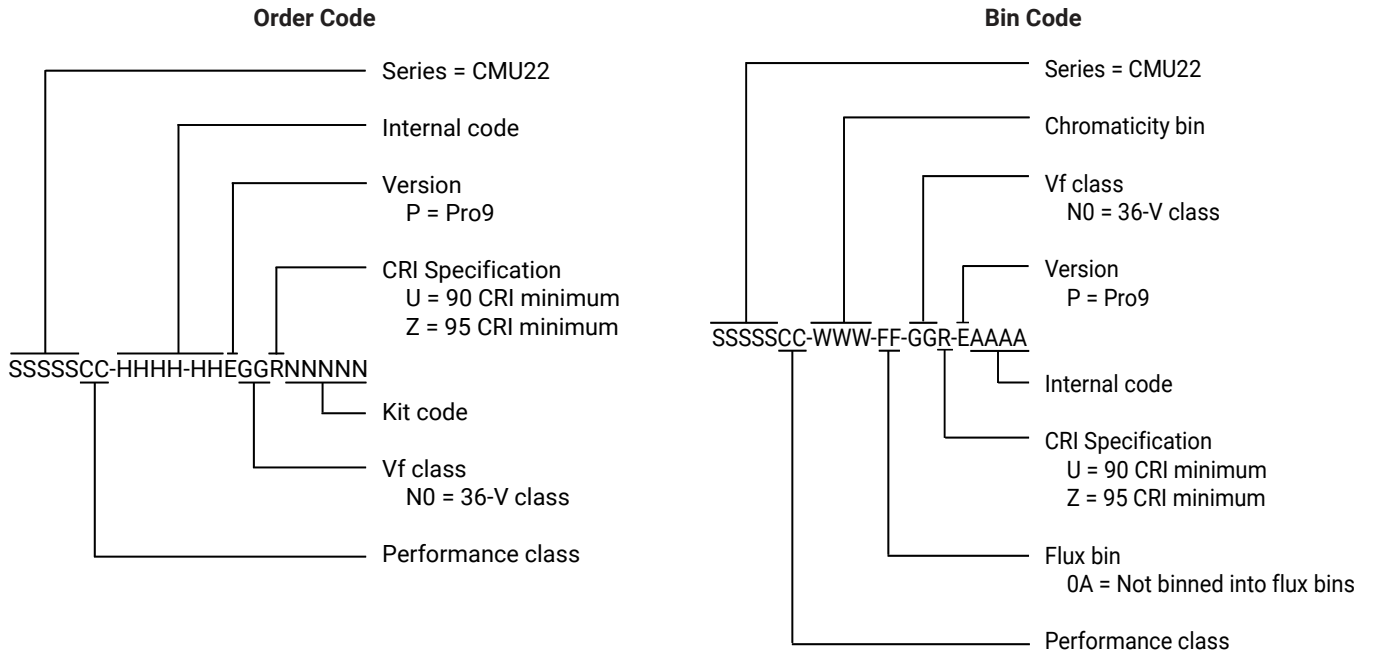 Order Code
Series = CMU22
Internal code
Version
P = Pro9
CRI Specification
U = 90 CRI minimum
Z = 95 CRI minimum
SSSSSCC-HHHH-HHEGGRNNNNN
Kit code
Vf class
N0 = 36-V class
Performance class
Bin Code
Series = CMU22
Chromaticity bin
Vf class
N0 = 36-V class
Version
P = Pro9
SSSSSCC-WWW-FF-GGR-EAAAA
Internal code
CRI Specification
U = 90 CRI minimum
Z = 95 CRI minimum
Flux bin
0A = Not binned into flux bins
Performance class